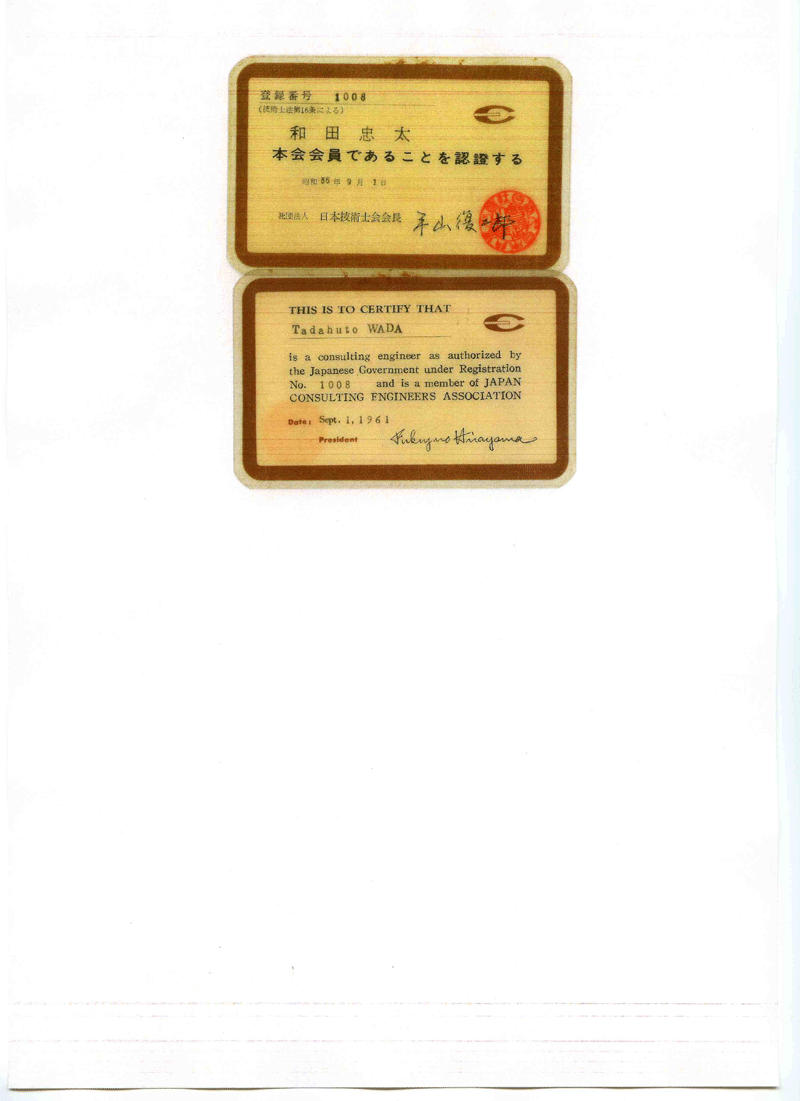 登録番号 1008
(技術士法第16条による)
和田忠太
本会会員であることを認證する
昭和36年9月1日
社団法人 日本技術士会会長 平山復二郎
THIS IS TO CERTIFY THAT
Tadahuto WADA
is a consulting engineer as authorized by
the Japanese Government under Registration
No. 1008 and is a member of JAPAN
CONSULTING ENGINEERS ASSOCIATION
Date: Sept. 1, 1961
President Fukujiro Hirayama